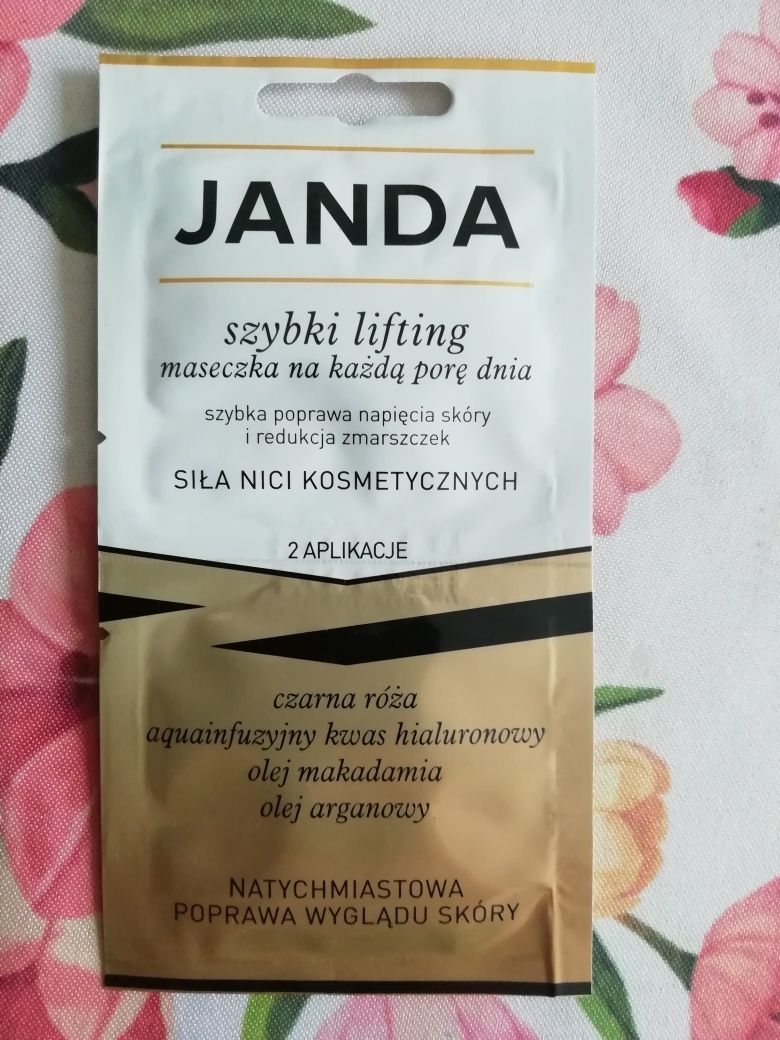 JANDA
szybki lifting
maseczka na każdą porę dnia
szybka poprawa napięcia skóry
i redukcja zmarszczek
SIŁA NICI KOSMETYCZNYCH
2 APLIKACJE
czarna róża
aquainfuzyjny kwas hialuronowy
olej makadamia
olej arganowy
NATYCHMIASTOWA
POPRAWA WYGLĄDU SKÓRY